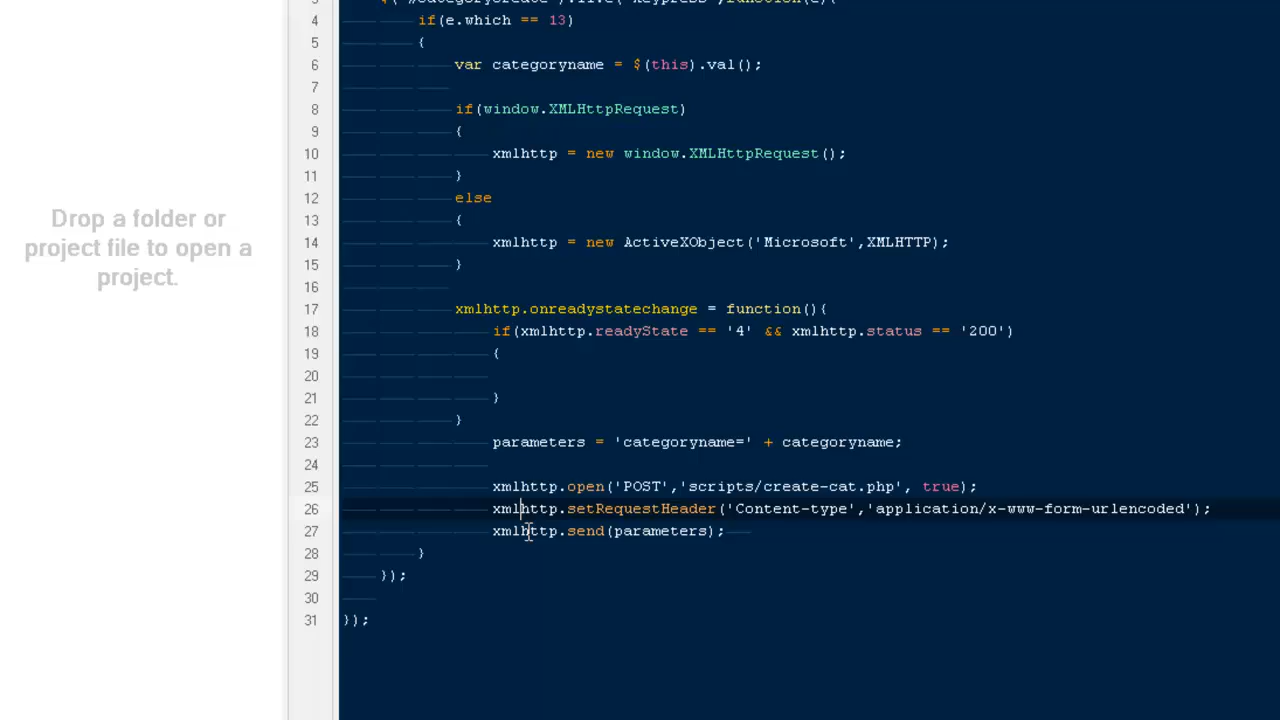 Drop a folder or
project file to open a
project.
4 if(e.which == 13)
5 {
6 var categoryname = $(this).val();
7
8 if(window.XMLHttpRequest)
9 {
10 xmlhttp = new window.XMLHttpRequest();
11 }
12 else
13 {
14 xmlhttp = new ActiveXObject('Microsoft',XMLHTTP);
15 }
16
17 xmlhttp.onreadystatechange = function(){
18 if(xmlhttp.readyState == '4' && xmlhttp.status == '200')
19 {
20
21 }
22 }
23 parameters = 'categoryname=' + categoryname;
24
25 xmlhttp.open('POST','scripts/create-cat.php', true);
26 xmlhttp.setRequestHeader('Content-type','application/x-www-form-urlencoded');
27 xmlhttp.send(parameters);
28 }
29 });
30
31 });